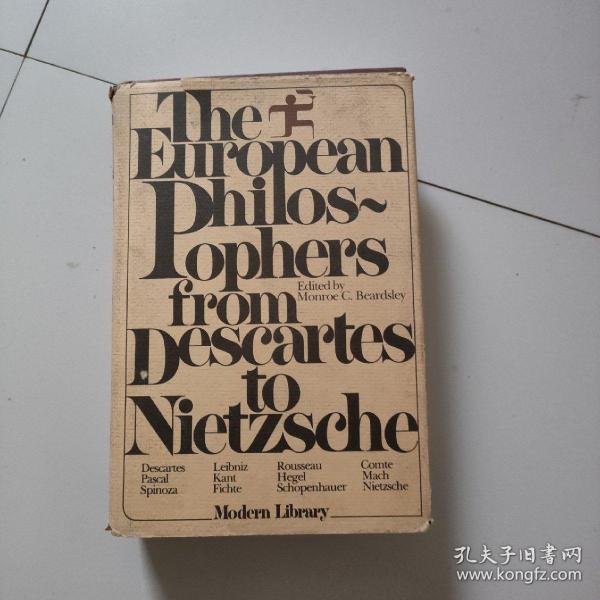 The
European
Philos~
ophers
Edited by
Monroe C. Beardsley
from
Descartes
to
Nietzsche
Descartes Leibniz Rousseau Comte
Pascal Kant Hegel Mach
Spinoza Fichte Schopenhauer Nietzsche
Modern Library
孔夫子旧书网
www.kongfz.com